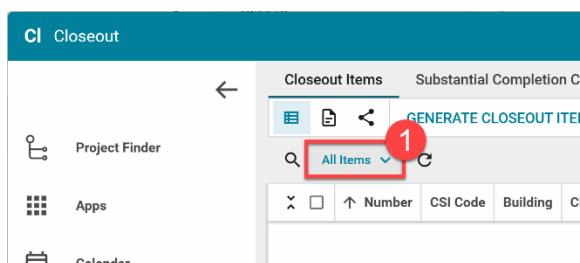 Cl Closeout
Closeout Items Substantial Completion C
GENERATE CLOSEOUT ITE
1
Project Finder
All Items
Apps
Number CSI Code Building
Calendar